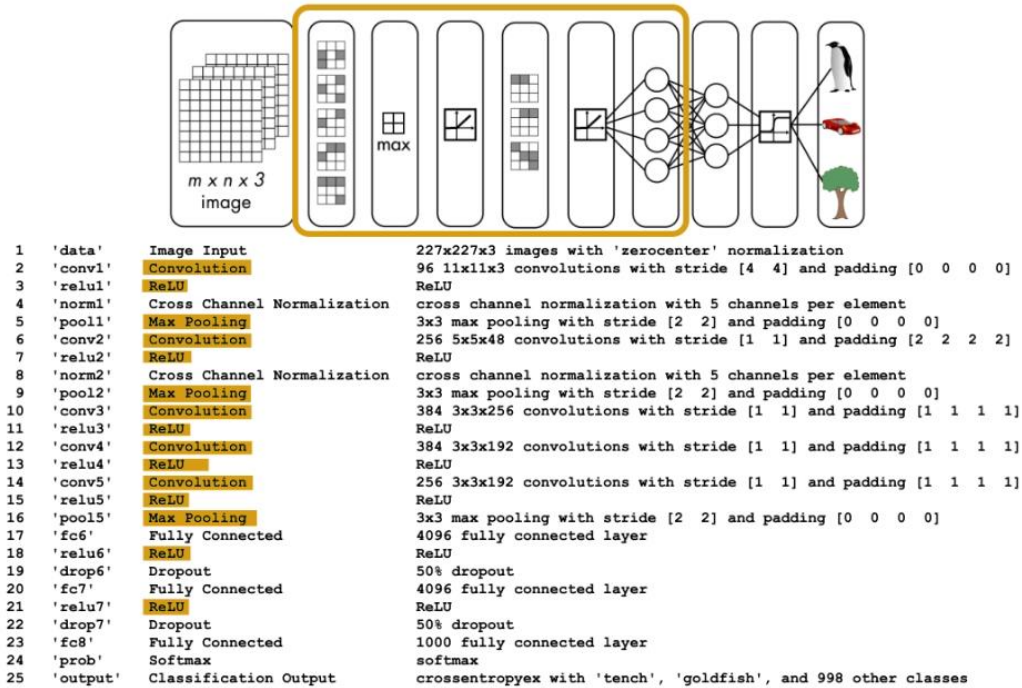 max
m x n x 3
image
1 'data' Image Input 227x227x3 images with 'zerocenter' normalization
2 'conv1' Convolution 96 11x11x3 convolutions with stride [4 4] and padding [0 0 0 0]
3 'relu1' ReLU ReLU
4 'norm1' Cross Channel Normalization cross channel normalization with 5 channels per element
5 'pool1' Max Pooling 3x3 max pooling with stride [2 2] and padding [0 0 0 0]
6 'conv2' Convolution 256 5x5x48 convolutions with stride [1 1] and padding [2 2 2 2]
7 'relu2' ReLU ReLU
8 'norm2' Cross Channel Normalization cross channel normalization with 5 channels per element
9 'pool2' Max Pooling 3x3 max pooling with stride [2 2] and padding [0 0 0 0]
10 'conv3' Convolution 384 3x3x256 convolutions with stride [1 1] and padding [1 1 1 1]
11 'relu3' ReLU ReLU
12 'conv4' Convolution 384 3x3x192 convolutions with stride [1 1] and padding [1 1 1 1]
13 'relu4' ReLU ReLU
14 'conv5' Convolution 256 3x3x192 convolutions with stride [1 1] and padding [1 1 1 1]
15 'relu5' ReLU ReLU
16 'pool5' Max Pooling 3x3 max pooling with stride [2 2] and padding [0 0 0 0]
17 'fc6' Fully Connected 4096 fully connected layer
18 'relu6' ReLU ReLU
19 'drop6' Dropout 50% dropout
20 'fc7' Fully Connected 4096 fully connected layer
21 'relu7' ReLU ReLU
22 'drop7' Dropout 50% dropout
23 'fc8' Fully Connected 1000 fully connected layer
24 'prob' Softmax softmax
25 'output' Classification Output crossentropyex with 'tench', 'goldfish', and 998 other classes